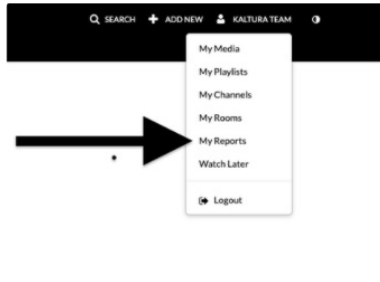 SEARCH ADD NEW KALTURA TEAM
My Media
My Playlists
My Channels
My Rooms
My Reports
Watch Later
Logout